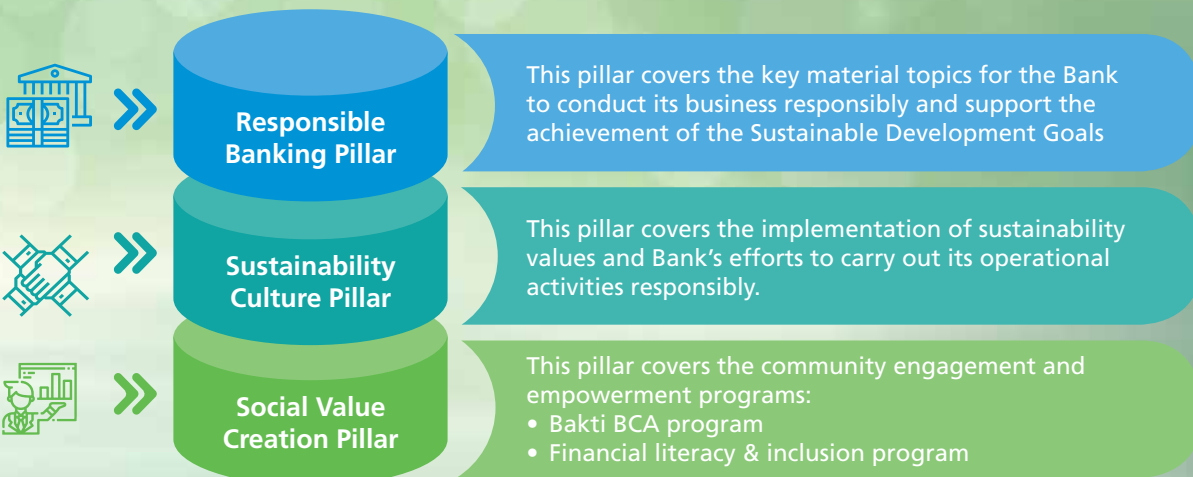 Responsible
Banking Pillar
This pillar covers the key material topics for the Bank
to conduct its business responsibly and support the
achievement of the Sustainable Development Goals
Sustainability
Culture Pillar
This pillar covers the implementation of sustainability
values and Bank’s efforts to carry out its operational
activities responsibly.
Social Value
Creation Pillar
This pillar covers the community engagement and
empowerment programs:
• Bakti BCA program
• Financial literacy & inclusion program